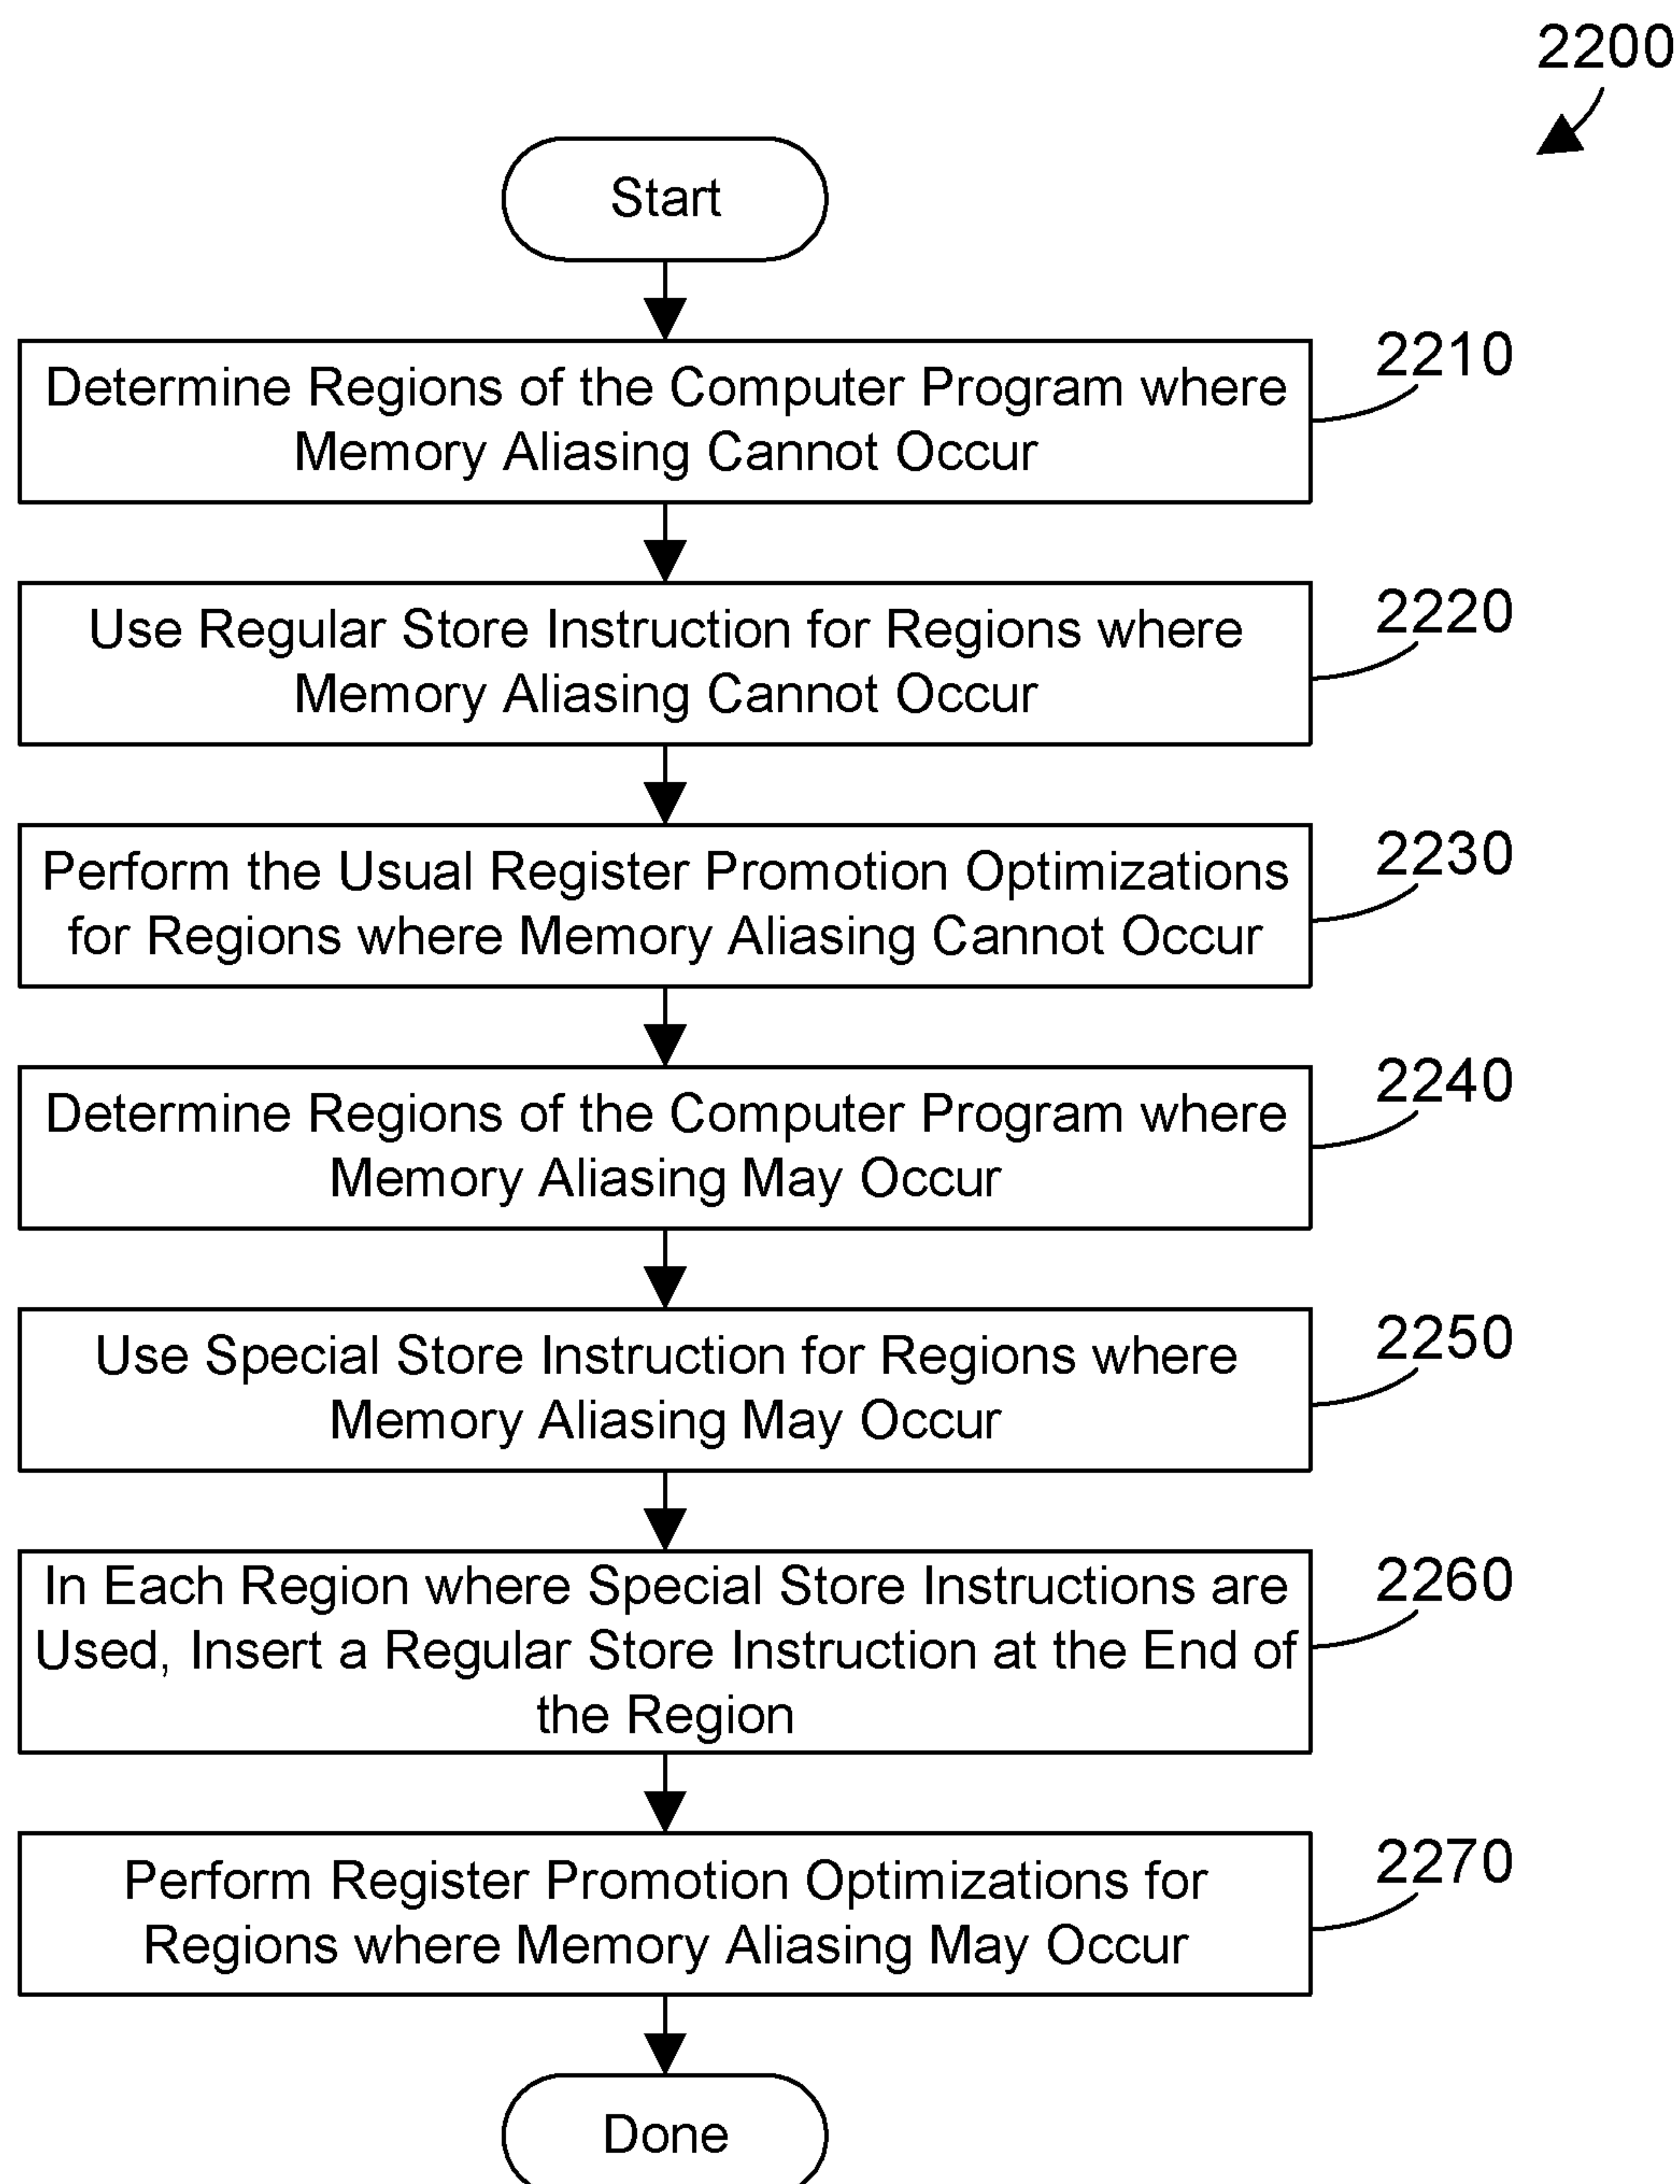 2200
Start
Determine Regions of the Computer Program where
Memory Aliasing Cannot Occur
2210
Use Regular Store Instruction for Regions where
Memory Aliasing Cannot Occur
2220
Perform the Usual Register Promotion Optimizations
for Regions where Memory Aliasing Cannot Occur
2230
Determine Regions of the Computer Program where
Memory Aliasing May Occur
2240
Use Special Store Instruction for Regions where
Memory Aliasing May Occur
2250
In Each Region where Special Store Instructions are
Used, Insert a Regular Store Instruction at the End of
the Region
2260
Perform Register Promotion Optimizations for
Regions where Memory Aliasing May Occur
2270
Done